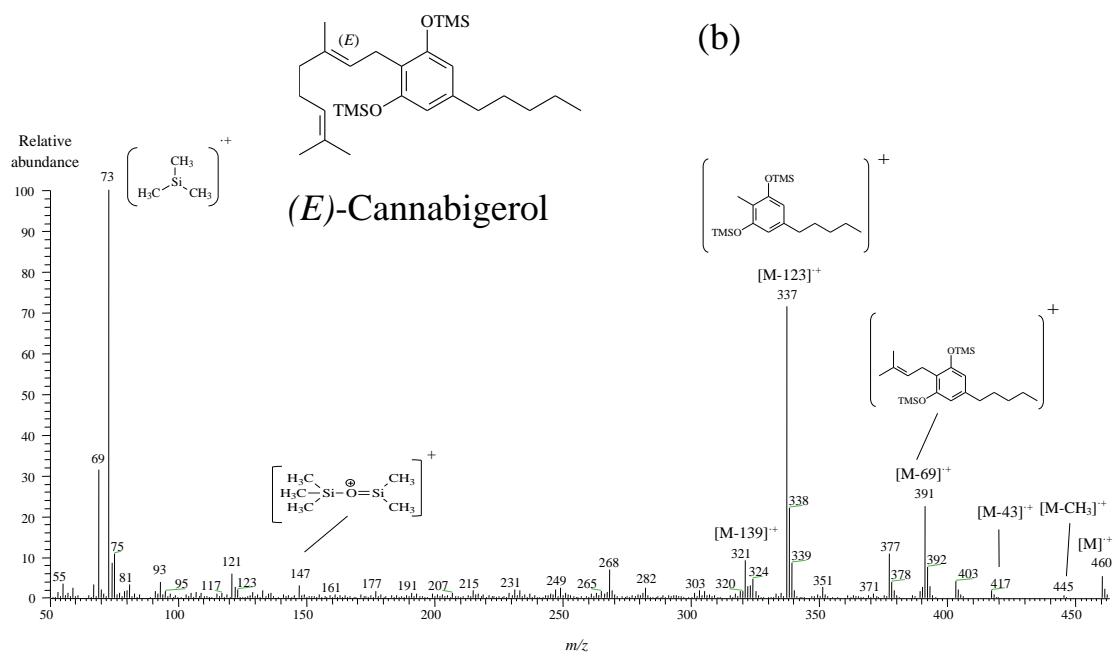 OTMS
(E)
(b)
TMSO
Relative
abundance
·+
73
CH₃
Si
H₃C
CH₃
(E)-Cannabigerol
+
OTMS
TMSO
[M-123]·+
337
+
OTMS
TMSO
[M-69]·+
391
[M-43]·+
[M-CH₃]·+
[M]·+
460
+
H₃C
H₃C
H₃C
Si
O
⊕
Si
CH₃
CH₃
[M-139]·+
321
100
90
80
70
60
50
40
30
20
10
0
69
75
55
81
93
95
117
121
123
147
161
177
191
207
215
231
249
265
268
282
303
320
324
338
339
351
371
377
378
392
403
417
445
50
100
150
200
250
300
350
400
450
m/z